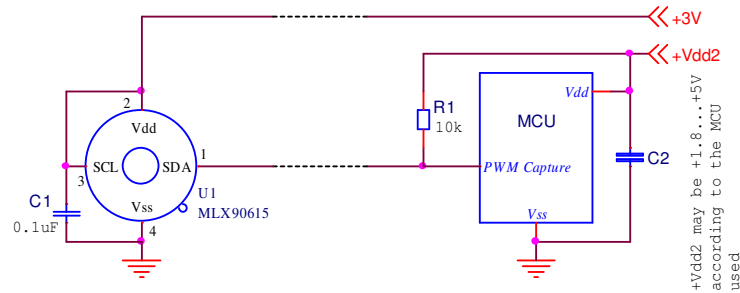 +3V
+Vdd2
2
Vdd
R1
10k
Vdd
MCU
1
SCL
SDA
3
PWM Capture
C2
C1
0.1uF
U1
MLX90615
Vss
4
Vss
+Vdd2 may be +1.8...+5V
according to the MCU
used